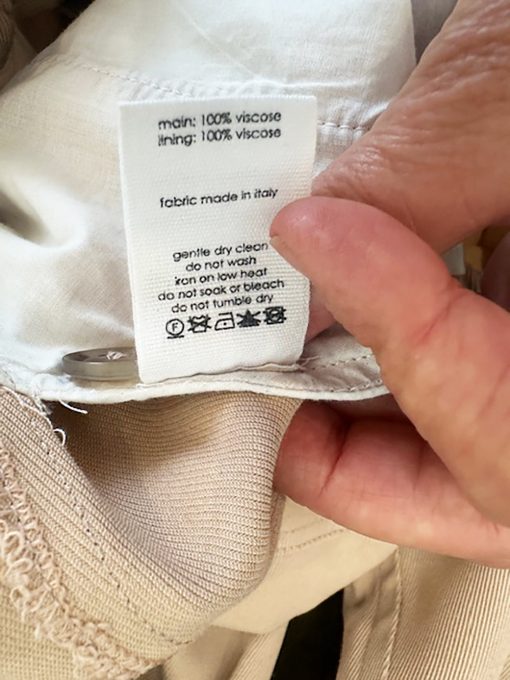 main: 100% viscose
lining: 100% viscose
fabric made in italy
gentle dry clean
do not wash
iron on low heat
do not soak or bleach
do not tumble dry
F